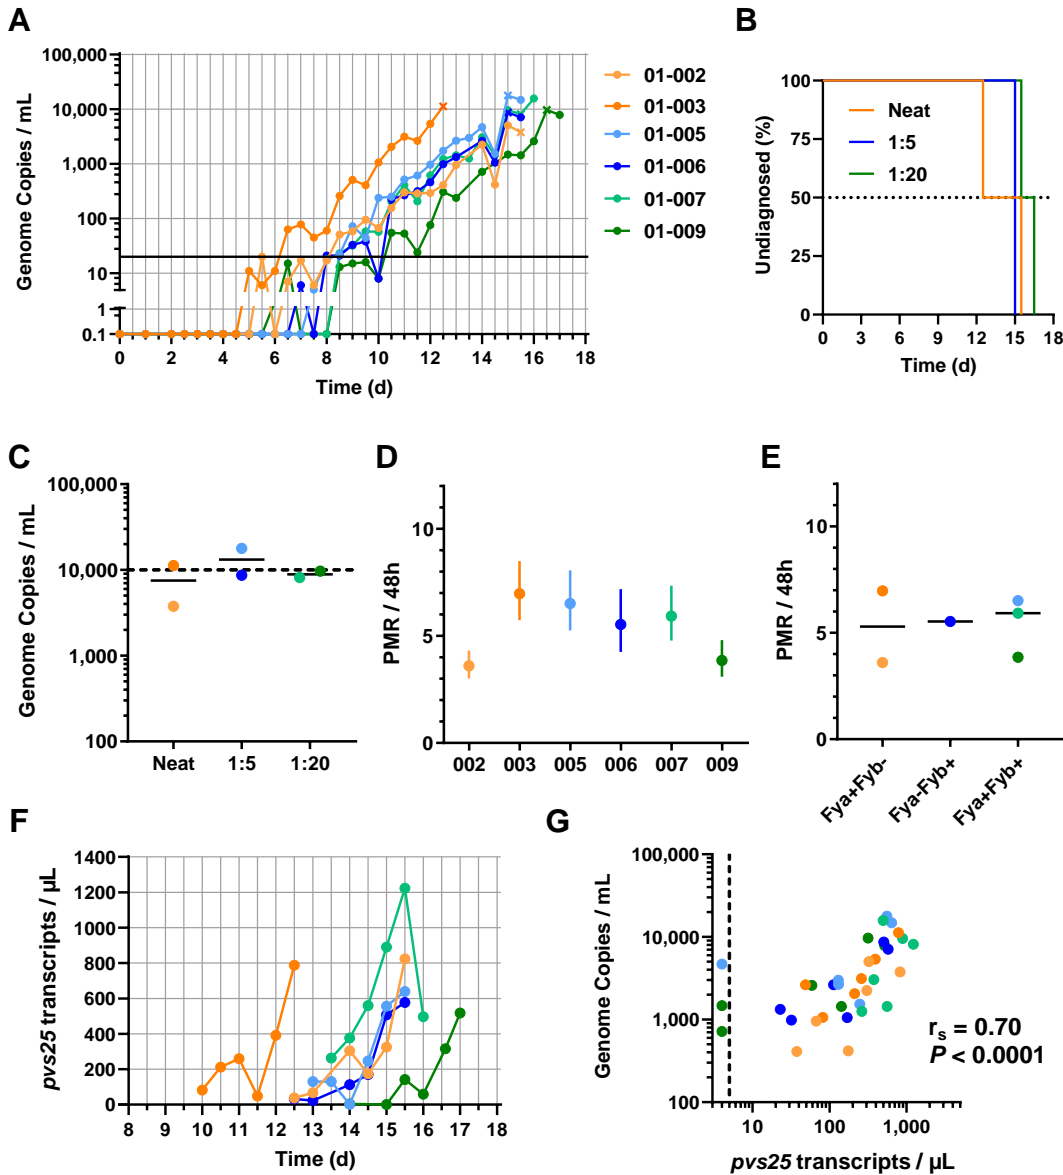 A
Genome Copies / mL
100,000
10,000
1,000
100
10
1
0.1
0 2 4 6 8 10 12 14 16 18
Time (d)
01-002
01-003
01-005
01-006
01-007
01-009
B
Undiagnosed (%)
100
75
50
25
0
0 3 6 9 12 15 18
Time (d)
Neat
1:5
1:20
C
Genome Copies / mL
100,000
10,000
1,000
100
Neat 1:5 1:20
D
PMR / 48h
10
5
0
002 003 005 006 007 009
E
PMR / 48h
10
5
0
Fya+Fyb- Fya-Fyb+ Fya+Fyb+
F
pvs25 transcripts / µL
1400
1200
1000
800
600
400
200
0
8 8 10 11 12 13 14 15 16 17 18
Time (d)
G
Genome Copies / mL
100,000
10,000
1,000
100
10 100 1,000
pvs25 transcripts / µL
rs = 0.70
P < 0.0001